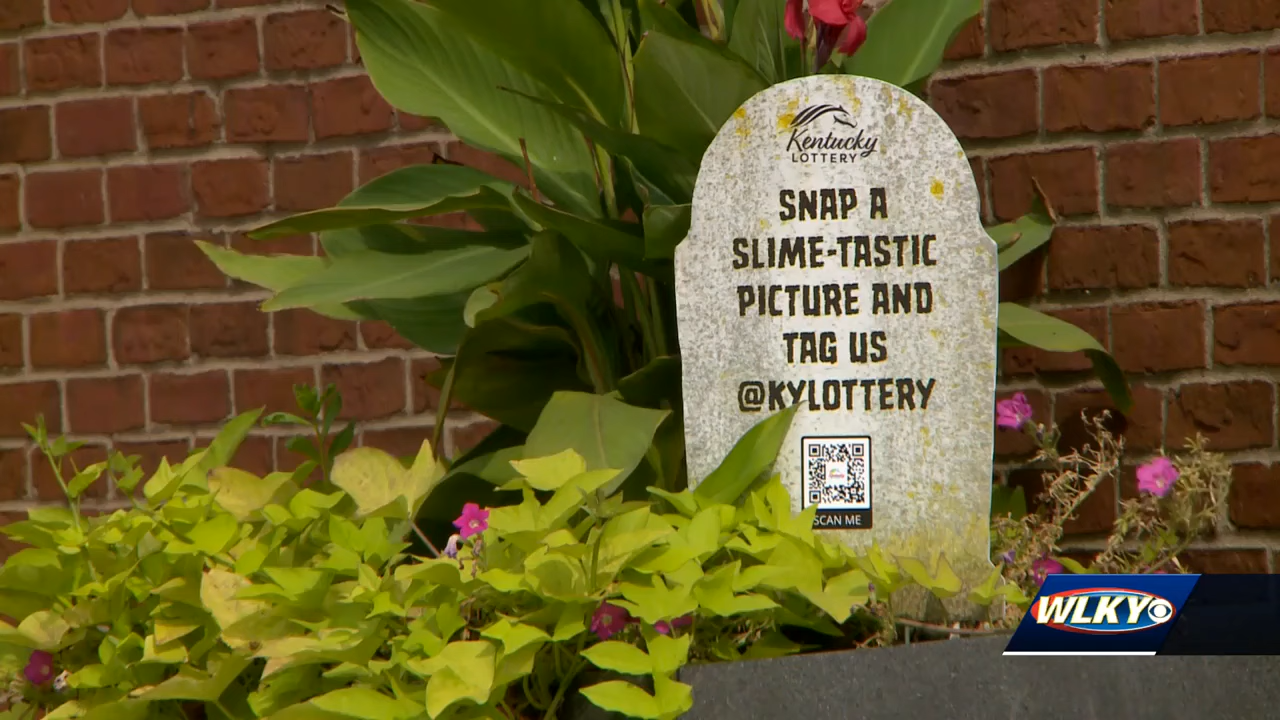 Kentucky
LOTTERY
SNAP A
SLIME-TASTIC
PICTURE AND
TAG US
@KYLOTTERY
SCAN ME
WLKY